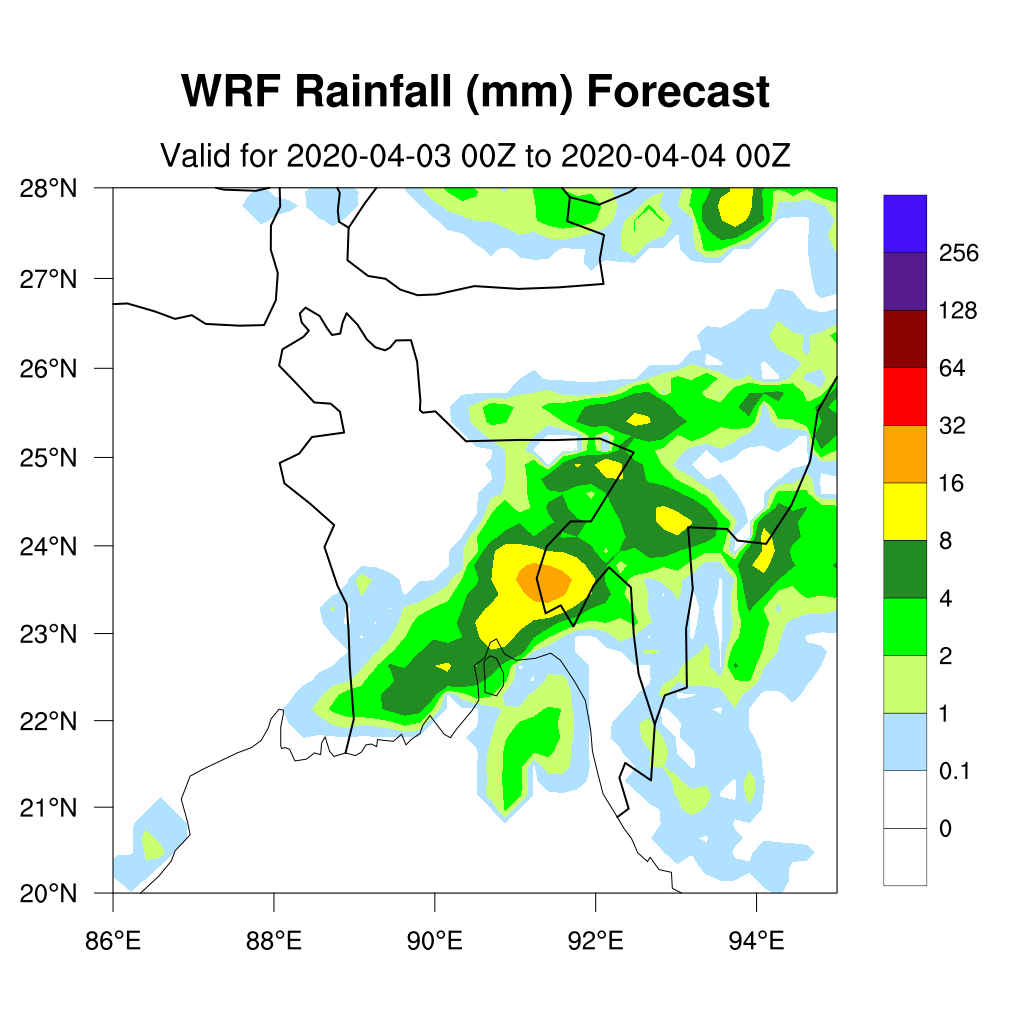 WRF Rainfall (mm) Forecast
Valid for 2020-04-03 00Z to 2020-04-04 00Z
28°N
27°N
26°N
25°N
24°N
23°N
22°N
21°N
20°N
86°E
88°E
90°E
92°E
94°E
256
128
64
32
16
8
4
2
1
0.1
0